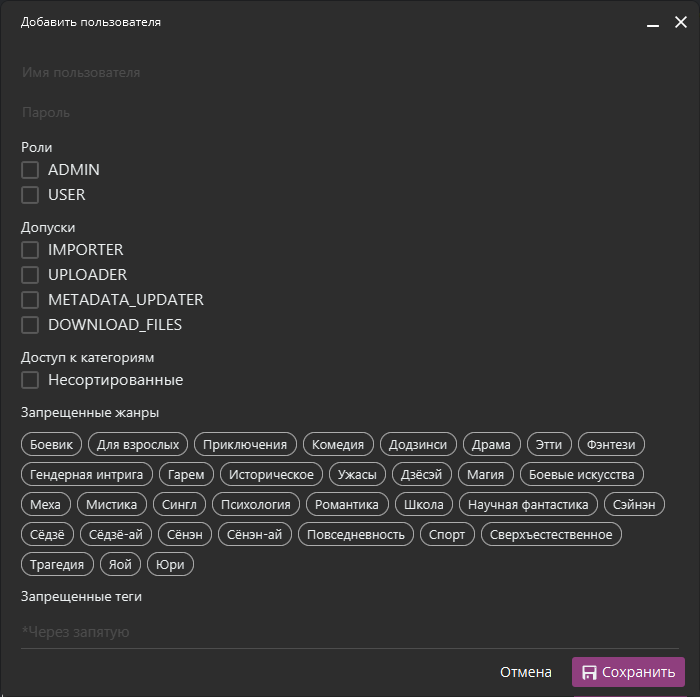 Добавить пользователя
Имя пользователя
Пароль
Роли
ADMIN
USER
Допуски
IMPORTER
UPLOADER
METADATA_UPDATER
DOWNLOAD_FILES
Доступ к категориям
Несортированные
Запрещенные жанры
Боевик Для взрослых Приключения Комедия Додзинси Драма Этти Фэнтези
Гендерная интрига Гарем Историческое Ужасы Дзёсэй Магия Боевые искусства
Меха Мистика Сингл Психология Романтика Школа Научная фантастика Сэйнэн
Сёдзё Сёдзё-ай Сёнэн Сёнэн-ай Повседневность Спорт Сверхъестественное
Трагедия Яой Юри
Запрещенные теги
*Через запятую
Отмена Сохранить